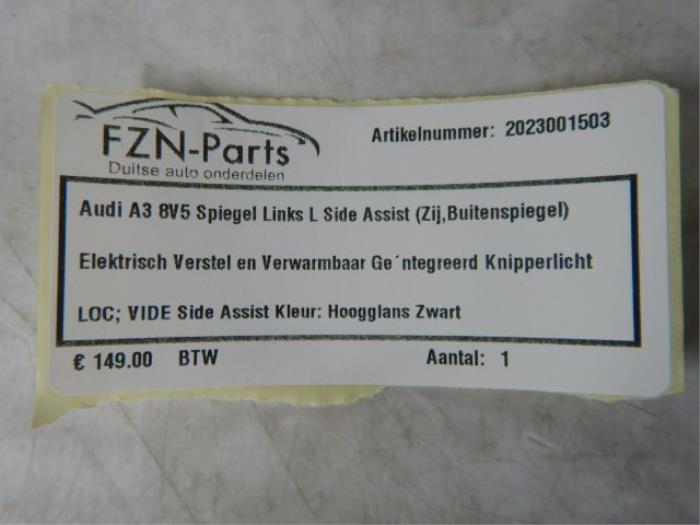 FZN-Parts
Duitse auto onderdelen
Artikelnummer: 2023001503
Audi A3 8V5 Spiegel Links L Side Assist (Zij,Buitenspiegel)
Elektrisch Verstel en Verwarmbaar Ge´ntegreerd Knipperlicht
LOC; VIDE Side Assist Kleur: Hoogglans Zwart
€ 149.00 BTW Aantal: 1